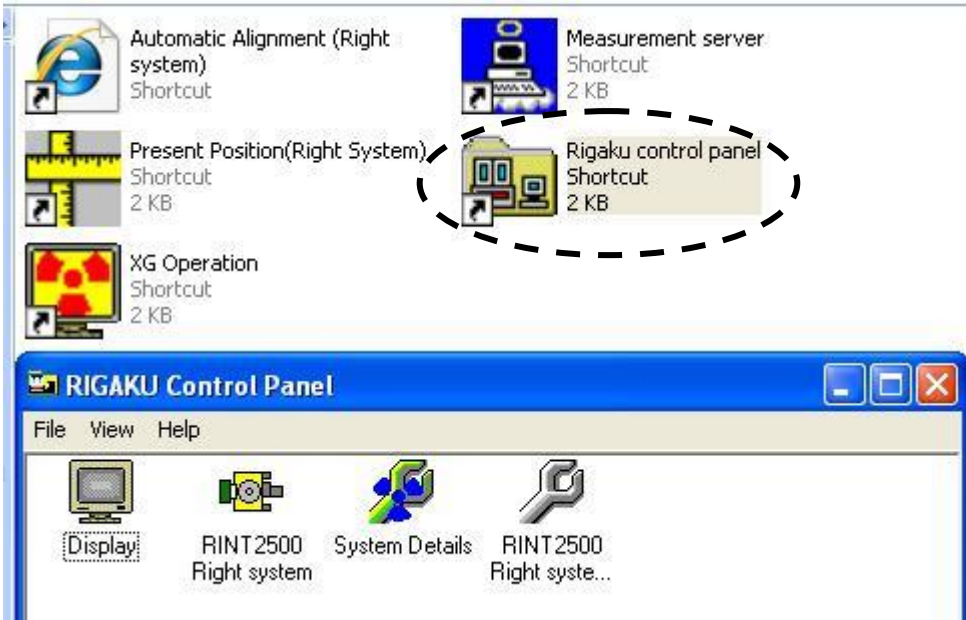 Automatic Alignment (Right
system)
Shortcut
Measurement server
Shortcut
2 KB
Present Position(Right System)
Shortcut
2 KB
Rigaku control panel
Shortcut
2 KB
XG Operation
Shortcut
2 KB
RIGAKU Control Panel
File View Help
Display
RINT2500
Right system
System Details
RINT2500
Right syste...